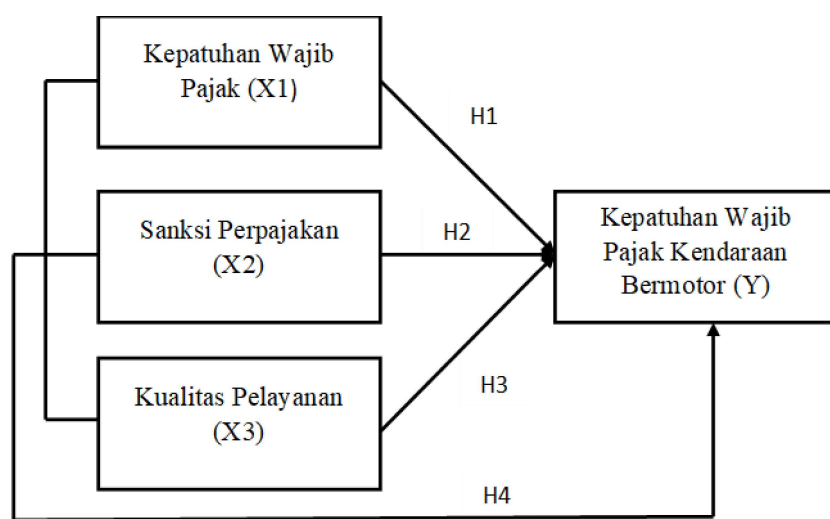 Kepatuhan Wajib
Pajak (X1)
H1
Sanksi Perpajakan
(X2)
H2
Kepatuhan Wajib
Pajak Kendaraan
Bermotor (Y)
Kualitas Pelayanan
(X3)
H3
H4